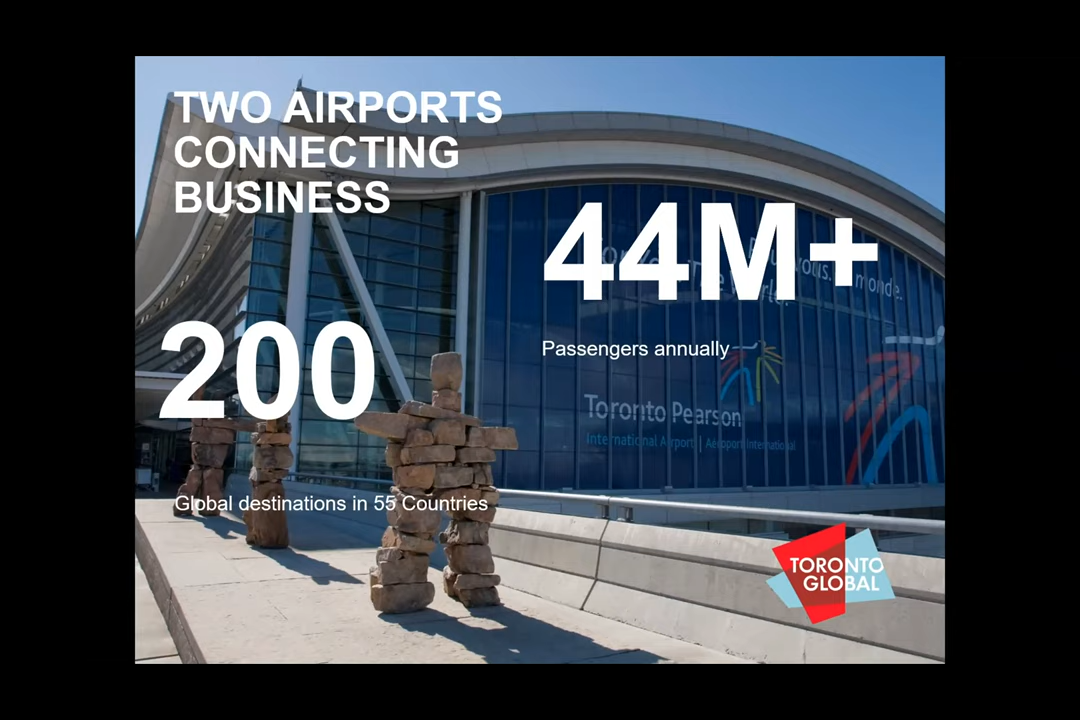 TWO AIRPORTS
CONNECTING
BUSINESS
44M+
Passengers annually
200
Global destinations in 55 Countries
Toronto Pearson
International Airport | Aéroport International
TORONTO
GLOBAL